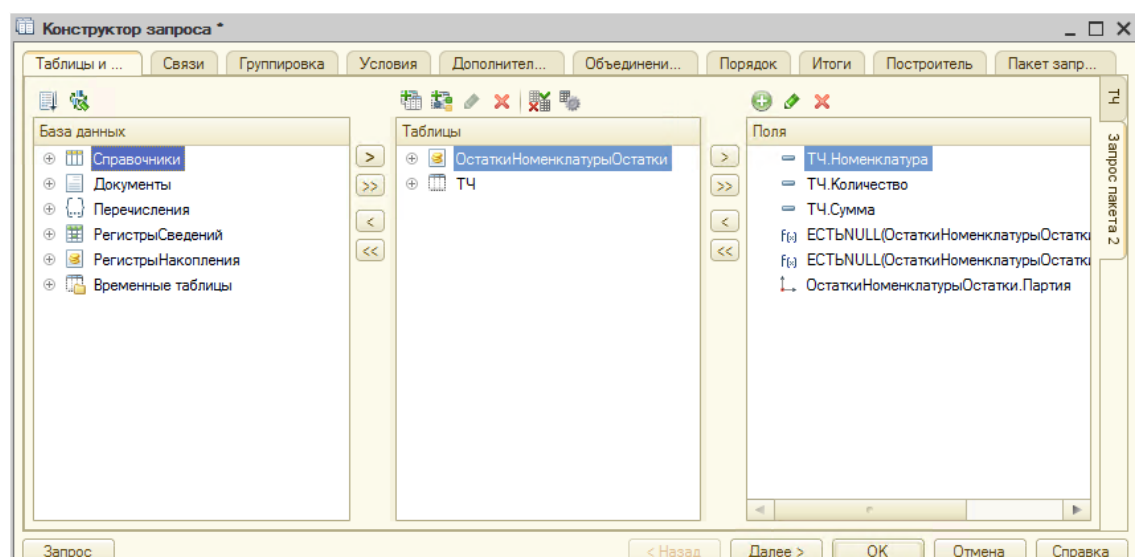 Конструктор запроса *
Таблицы и ... Связи Группировка Условия Дополнител... Объединени... Порядок Итоги Построитель Пакет запр...
База данных
Справочники
Документы
Перечисления
РегистрыСведений
РегистрыНакопления
Временные таблицы
> 
>>
<
<<
Таблицы
ОстаткиНоменклатурыОстатки
ТЧ
>
>>
<
<<
Поля
ТЧ.Номенклатура
ТЧ.Количество
ТЧ.Сумма
f(x) ЕСТЬNULL(ОстаткиНоменклатурыОстатки
f(x) ЕСТЬNULL(ОстаткиНоменклатурыОстатки
ОстаткиНоменклатурыОстатки.Партия
ТЧ
Запрос пакета 2
Запрос < Назад Далее > ОК Отмена Справка